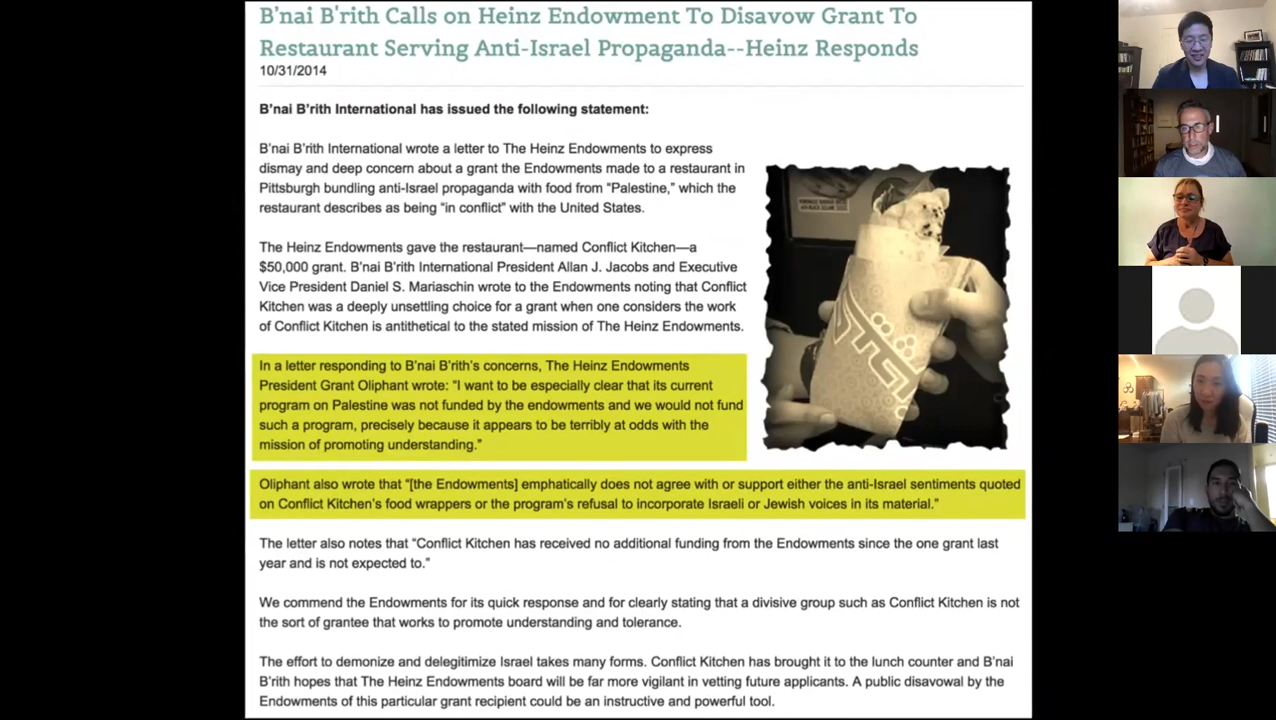 B'nai B'rith Calls on Heinz Endowment To Disavow Grant To
Restaurant Serving Anti-Israel Propaganda--Heinz Responds
10/31/2014
B'nai B'rith International has issued the following statement:
B'nai B'rith International wrote a letter to The Heinz Endowments to express
dismay and deep concern about a grant the Endowments made to a restaurant in
Pittsburgh bundling anti-Israel propaganda with food from “Palestine,” which the
restaurant describes as being “in conflict” with the United States.
The Heinz Endowments gave the restaurant—named Conflict Kitchen—a
$50,000 grant. B'nai B'rith International President Allan J. Jacobs and Executive
Vice President Daniel S. Mariaschin wrote to the Endowments noting that Conflict
Kitchen was a deeply unsettling choice for a grant when one considers the work
of Conflict Kitchen is antithetical to the stated mission of The Heinz Endowments.
In a letter responding to B'nai B'rith's concerns, The Heinz Endowments
President Grant Oliphant wrote: “I want to be especially clear that its current
program on Palestine was not funded by the endowments and we would not fund
such a program, precisely because it appears to be terribly at odds with the
mission of promoting understanding.”
Oliphant also wrote that “[the Endowments] emphatically does not agree with or support either the anti-Israel sentiments quoted
on Conflict Kitchen's food wrappers or the program's refusal to incorporate Israeli or Jewish voices in its material.”
The letter also notes that “Conflict Kitchen has received no additional funding from the Endowments since the one grant last
year and is not expected to.”
We commend the Endowments for its quick response and for clearly stating that a divisive group such as Conflict Kitchen is not
the sort of grantee that works to promote understanding and tolerance.
The effort to demonize and delegitimize Israel takes many forms. Conflict Kitchen has brought it to the lunch counter and B'nai
B'rith hopes that The Heinz Endowments board will be far more vigilant in vetting future applicants. A public disavowal by the
Endowments of this particular grant recipient could be an instructive and powerful tool.